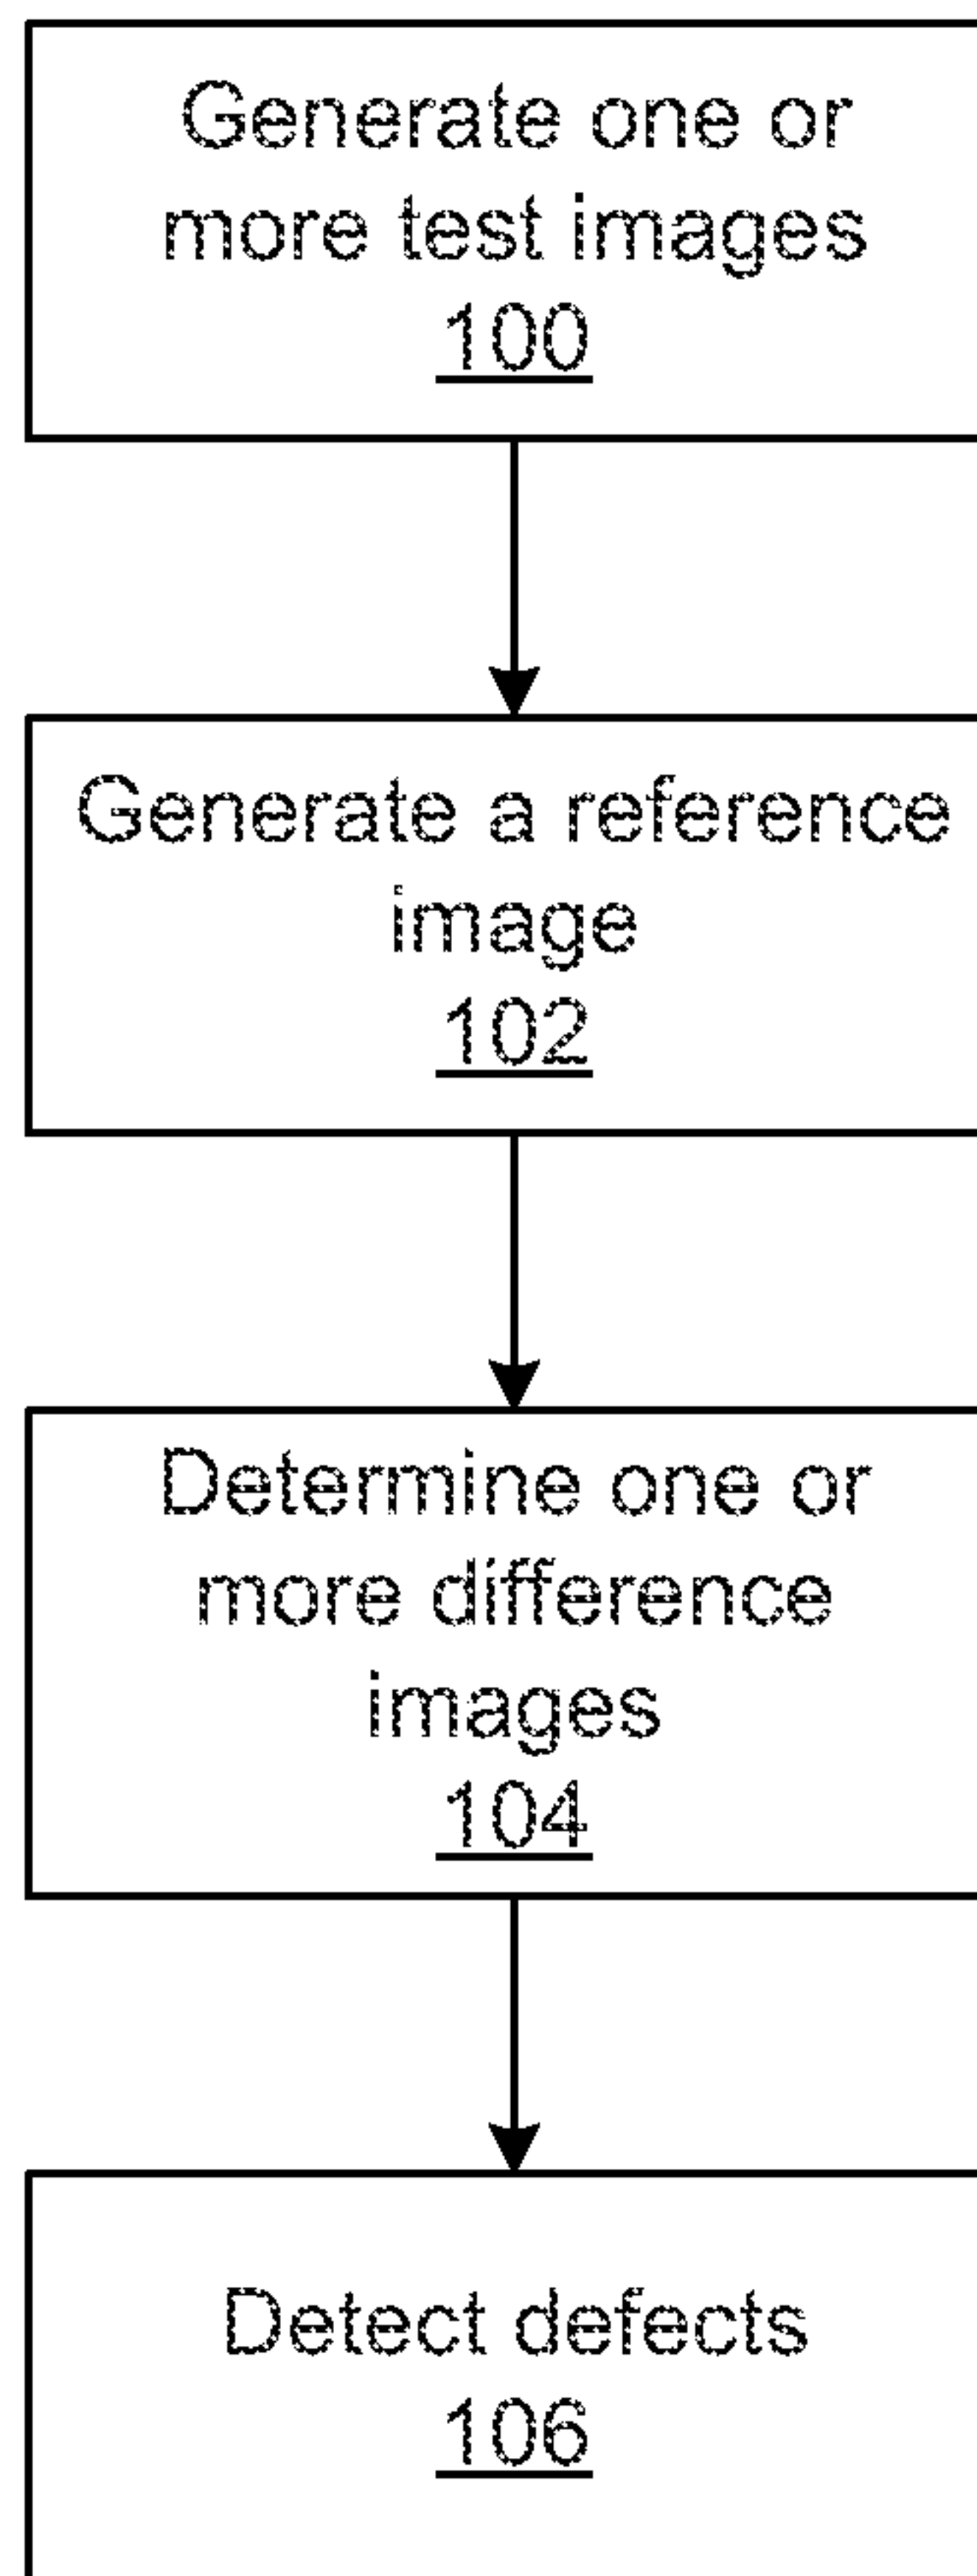 Generate one or
more test images
100
Generate a reference
image
102
Determine one or
more difference
images
104
Detect defects
106